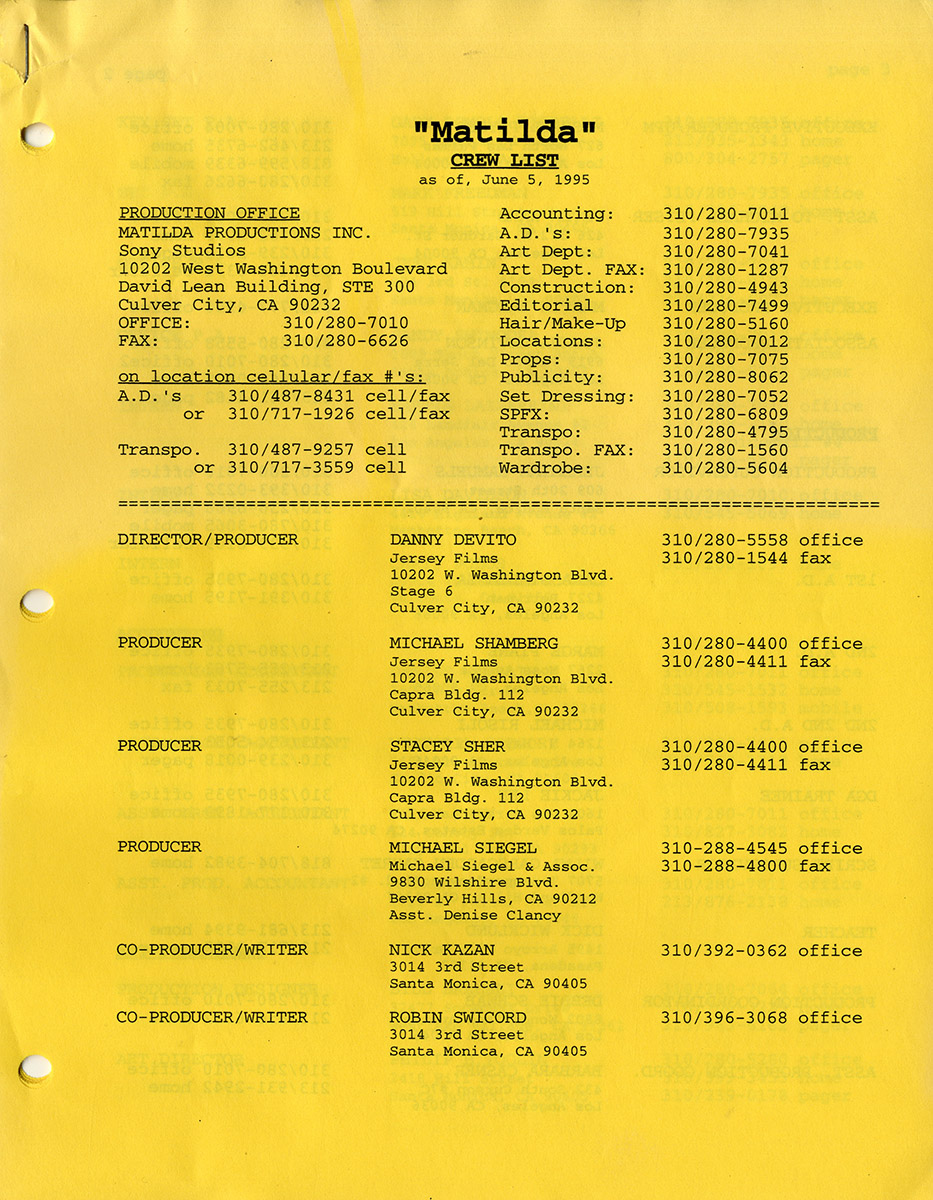 "Matilda"
CREW LIST
as of, June 5, 1995
PRODUCTION OFFICE
MATILDA PRODUCTIONS INC.
Sony Studios
10202 West Washington Boulevard
David Lean Building, STE 300
Culver City, CA 90232
OFFICE: 310/280-7010
FAX: 310/280-6626
on location cellular/fax #'s:
A.D.'s 310/487-8431 cell/fax
or 310/717-1926 cell/fax
Transpo. 310/487-9257 cell
or 310/717-3559 cell
Accounting: 310/280-7011
A.D.'s: 310/280-7935
Art Dept: 310/280-7041
Art Dept. FAX: 310/280-1287
Construction: 310/280-4943
Editorial 310/280-7499
Hair/Make-Up 310/280-5160
Locations: 310/280-7012
Props: 310/280-7075
Publicity: 310/280-8062
Set Dressing: 310/280-7052
SPFX: 310/280-6809
Transpo: 310/280-4795
Transpo. FAX: 310/280-1560
Wardrobe: 310/280-5604
DIRECTOR/PRODUCER DANNY DEVITO 310/280-5558 office
Jersey Films 310/280-1544 fax
10202 W. Washington Blvd.
Stage 6
Culver City, CA 90232
PRODUCER MICHAEL SHAMBERG 310/280-4400 office
Jersey Films 310/280-4411 fax
10202 W. Washington Blvd.
Capra Bldg. 112
Culver City, CA 90232
PRODUCER STACEY SHER 310/280-4400 office
Jersey Films 310/280-4411 fax
10202 W. Washington Blvd.
Capra Bldg. 112
Culver City, CA 90232
PRODUCER MICHAEL SIEGEL 310-288-4545 office
Michael Siegel & Assoc. 310-288-4800 fax
9830 Wilshire Blvd.
Beverly Hills, CA 90212
Asst. Denise Clancy
CO-PRODUCER/WRITER NICK KAZAN 310/392-0362 office
3014 3rd Street
Santa Monica, CA 90405
CO-PRODUCER/WRITER ROBIN SWICORD 310/396-3068 office
3014 3rd Street
Santa Monica, CA 90405